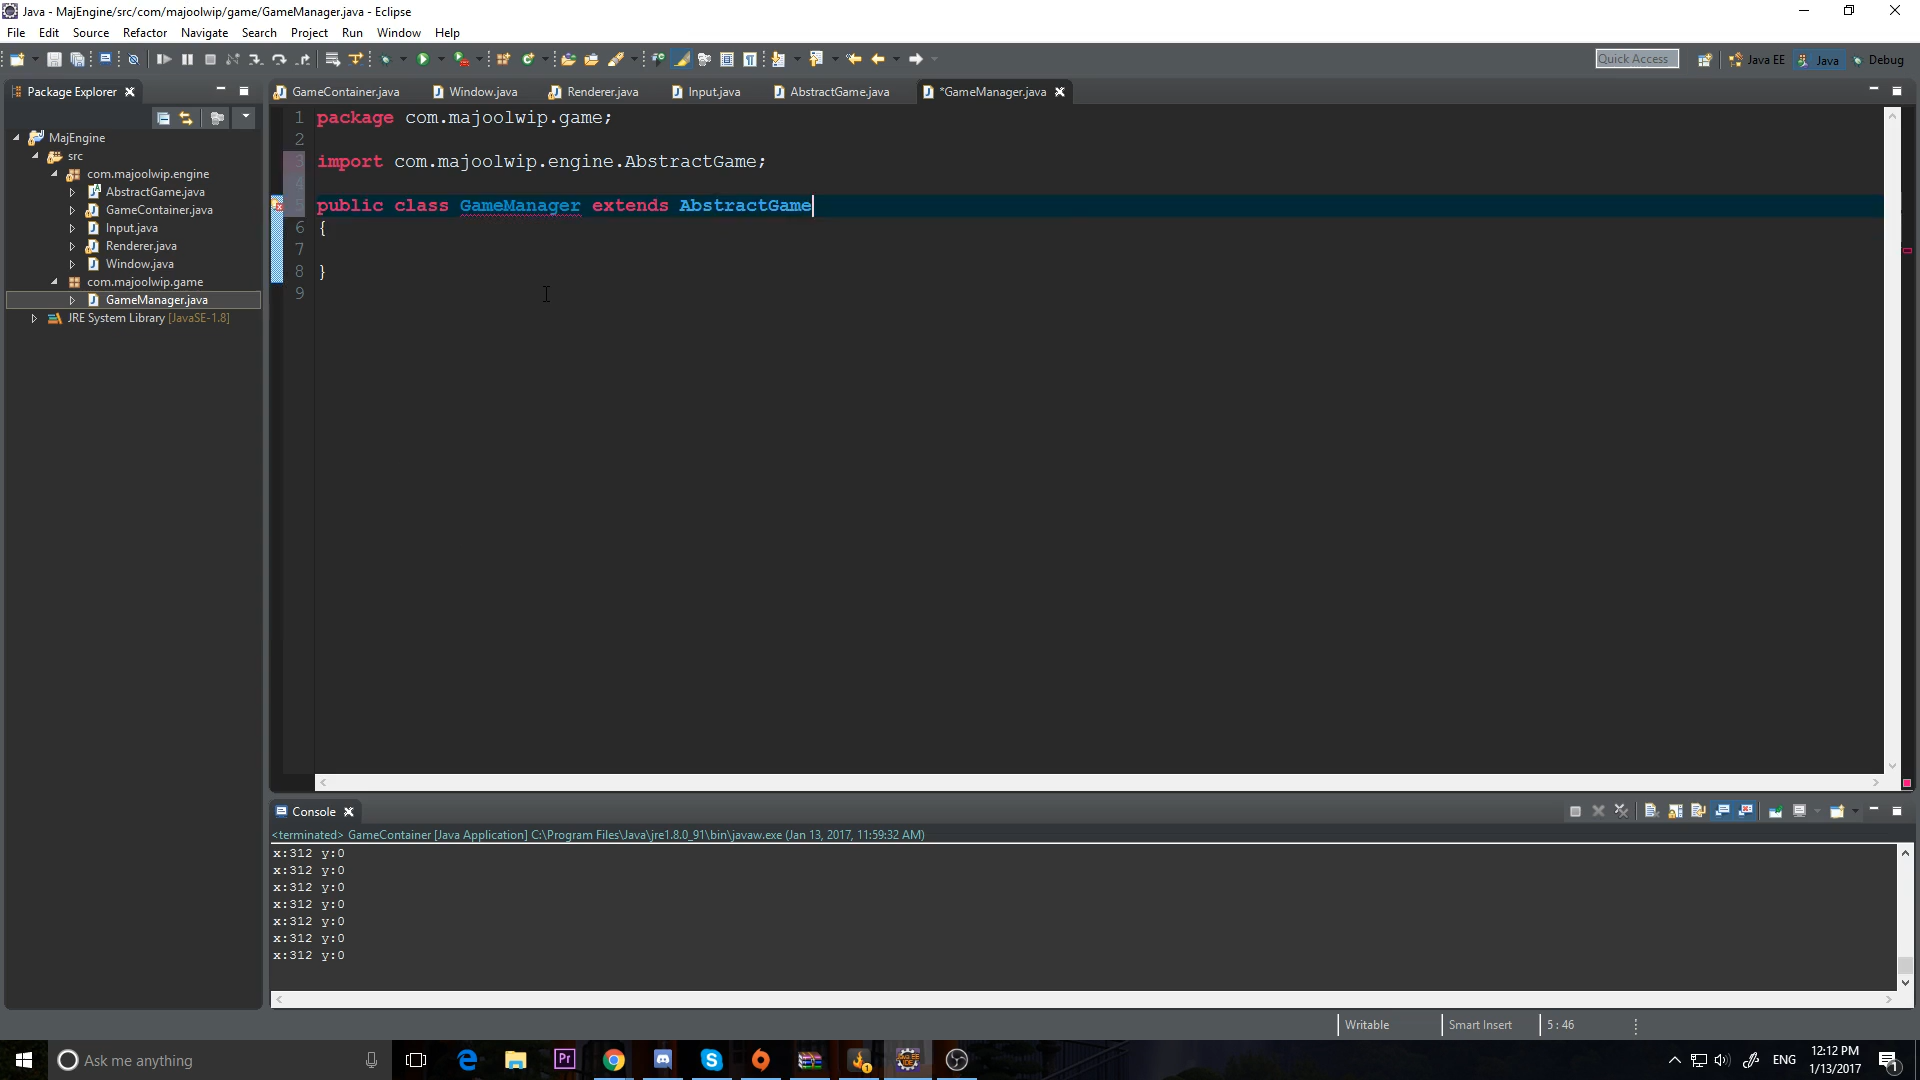 Java - MajEngine/src/com/majoolwip/game/GameManager.java - Eclipse
File Edit Source Refactor Navigate Search Project Run Window Help
Quick Access Java EE Java Debug
Package Explorer
GameContainer.java Window.java Renderer.java Input.java AbstractGame.java *GameManager.java
MajEngine
src
com.majoolwip.engine
AbstractGame.java
GameContainer.java
Input.java
Renderer.java
Window.java
com.majoolwip.game
GameManager.java
JRE System Library [JavaSE-1.8]
1 package com.majoolwip.game;
2
3 import com.majoolwip.engine.AbstractGame;
4
5 public class GameManager extends AbstractGame
6 {
7
8 }
9
Console
<terminated> GameContainer [Java Application] C:\Program Files\Java\jre1.8.0_91\bin\javaw.exe (Jan 13, 2017, 11:59:32 AM)
x:312 y:0
x:312 y:0
x:312 y:0
x:312 y:0
x:312 y:0
x:312 y:0
x:312 y:0
Writable Smart Insert 5 : 46
Ask me anything
Pr
ENG
12:12 PM
1/13/2017
1